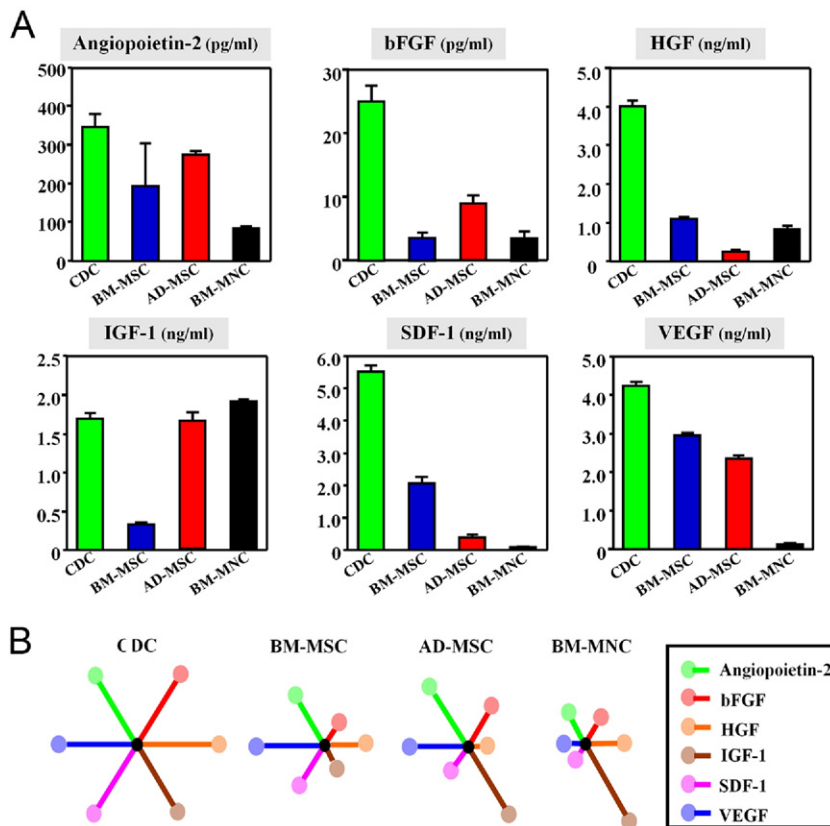 A
Angiopoietin-2 (pg/ml)
500
400
300
200
100
0
CDC
BM-MSC
AD-MSC
BM-MNC
bFGF (pg/ml)
30
20
10
0
CDC
BM-MSC
AD-MSC
BM-MNC
HGF (ng/ml)
5.0
4.0
3.0
2.0
1.0
0
CDC
BM-MSC
AD-MSC
BM-MNC
IGF-1 (ng/ml)
2.5
2.0
1.5
1.0
0.5
0
CDC
BM-MSC
AD-MSC
BM-MNC
SDF-1 (ng/ml)
6.0
5.0
4.0
3.0
2.0
1.0
0
CDC
BM-MSC
AD-MSC
BM-MNC
VEGF (ng/ml)
5.0
4.0
3.0
2.0
1.0
0
CDC
BM-MSC
AD-MSC
BM-MNC
B
CDC
BM-MSC
AD-MSC
BM-MNC
Angiopoietin-2
bFGF
HGF
IGF-1
SDF-1
VEGF